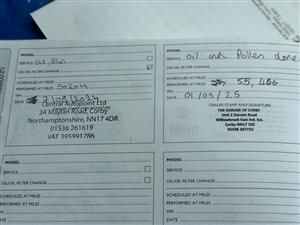 MODEL
SERVICE
OIL/OIL FILTER CHANGE
SCHEDULED AT MILES
PERFORMED AT MILES 50204
VIN
DATE
Central Autopoint Ltd
34 Maylan Road, Corby
Northamptonshire, NN17 4DR
01536 261619
VAT 395991286
MODEL
SERVICE
OIL/OIL FILTER CHANGE
SCHEDULED AT MILES
PERFORMED AT MILES
VIN
DATE
MODEL
SERVICE oil and Pollen done
OIL/OIL FILTER CHANGE
SCHEDULED AT MILES
PERFORMED AT MILES 55,486
VIN
DATE 01/05/25
DEALER STAMP AND SIGNATURE
THE GARAGE OF CORBY
Unit 2 Darwin Road
Willowbrook East Ind. Est.
Corby NN17 5XZ
01536 267752
MODEL
SERVICE
OIL/OIL FILTER CHANGE
SCHEDULED AT MILES
PERFORMED AT MILES
VIN
DATE